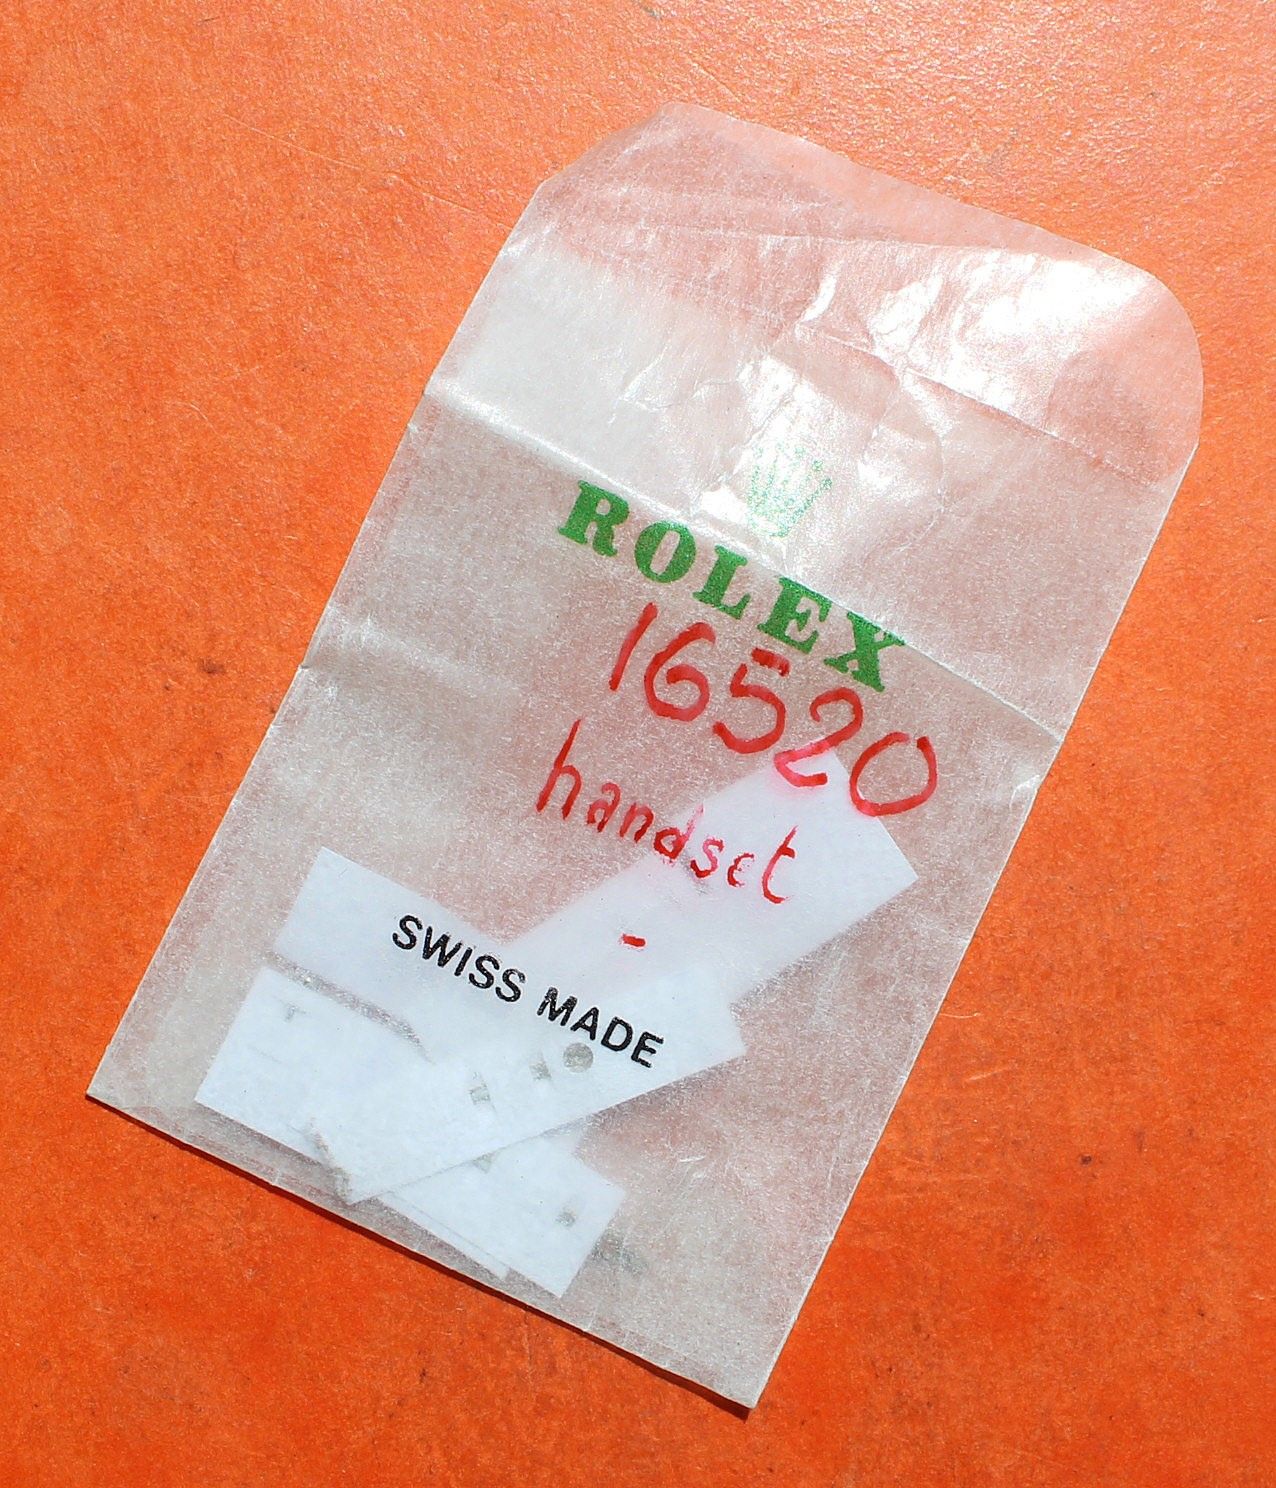 ROLEX
16520
handset
-
SWISS MADE